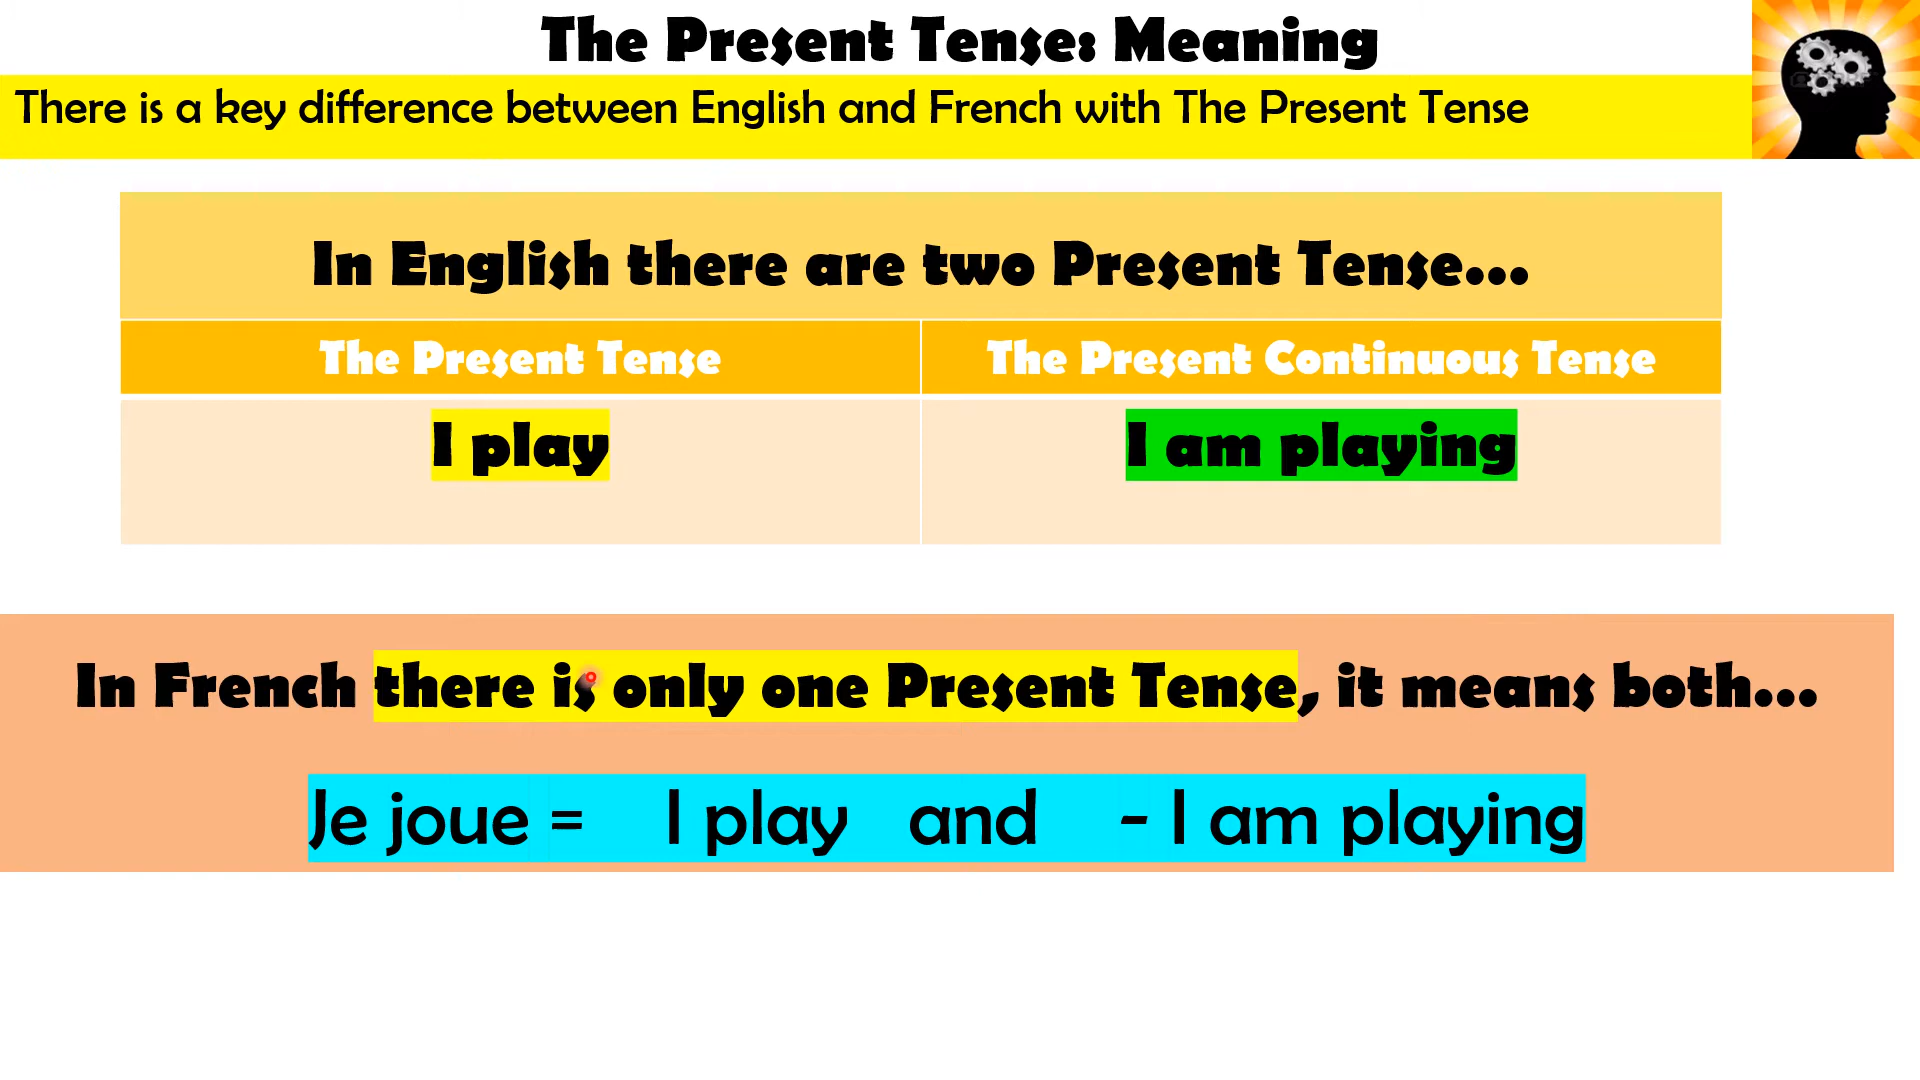 The Present Tense: Meaning
There is a key difference between English and French with The Present Tense
In English there are two Present Tense...
The Present Tense
The Present Continuous Tense
I play
I am playing
In French there is only one Present Tense, it means both...
Je joue = I play and - I am playing